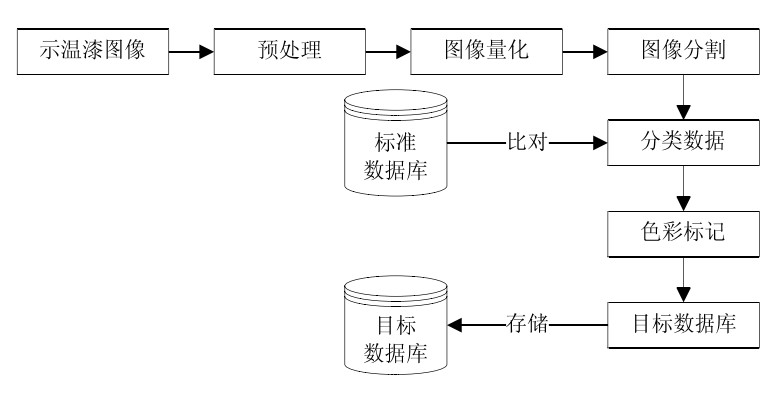 示温漆图像
预处理
图像量化
图像分割
标准
数据库
比对
分类数据
色彩标记
目标
数据库
存储
目标数据库